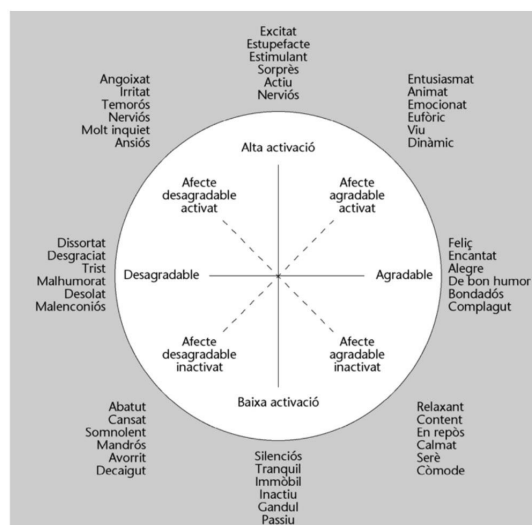 Excitat
Estupefacte
Estimulant
Sorprès
Actiu
Nerviós
Angoixat
Irritat
Temorós
Nerviós
Molt inquiet
Ansiós
Entusiasmat
Animat
Emocionat
Eufòric
Viu
Dinàmic
Alta activació
Afecte
desagradable
activat
Afecte
agradable
activat
Dissortat
Desgraciat
Trist
Malhumorat
Desolat
Malenconiós
Desagradable
Agradable
Feliç
Encantat
Alegre
De bon humor
Bondadós
Complagut
Afecte
desagradable
inactivat
Afecte
agradable
inactivat
Baixa activació
Abatut
Cansat
Somnolent
Mandrós
Avorrit
Decaigut
Silenciós
Tranquil
Immòbil
Inactiu
Gandul
Passiu
Relaxant
Content
En repòs
Calmat
Serè
Còmode